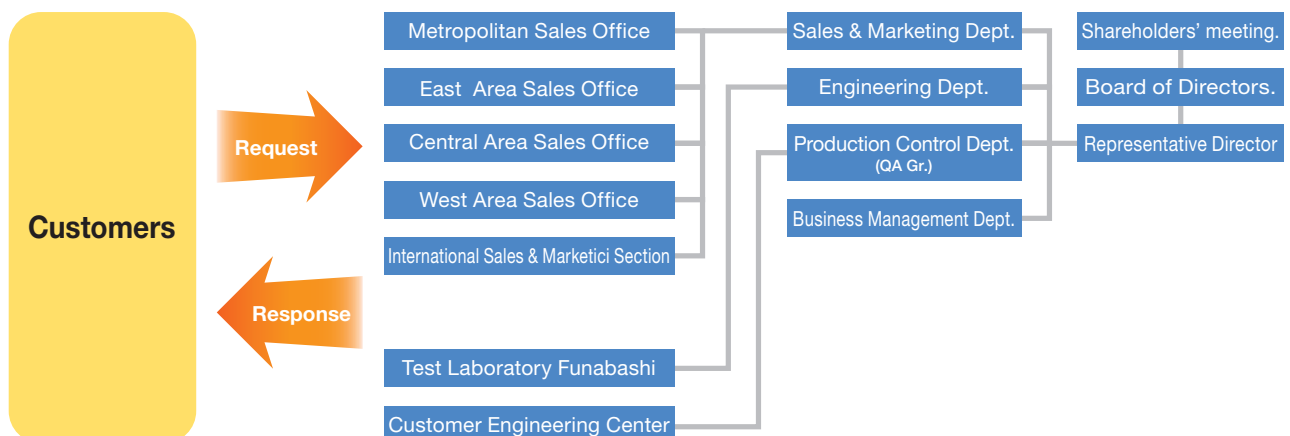 Customers
Request
Response
Metropolitan Sales Office
East Area Sales Office
Central Area Sales Office
West Area Sales Office
International Sales & Marketici Section
Test Laboratory Funabashi
Customer Engineering Center
Sales & Marketing Dept.
Engineering Dept.
Production Control Dept.
(QA Gr.)
Business Management Dept.
Shareholders' meeting.
Board of Directors.
Representative Director